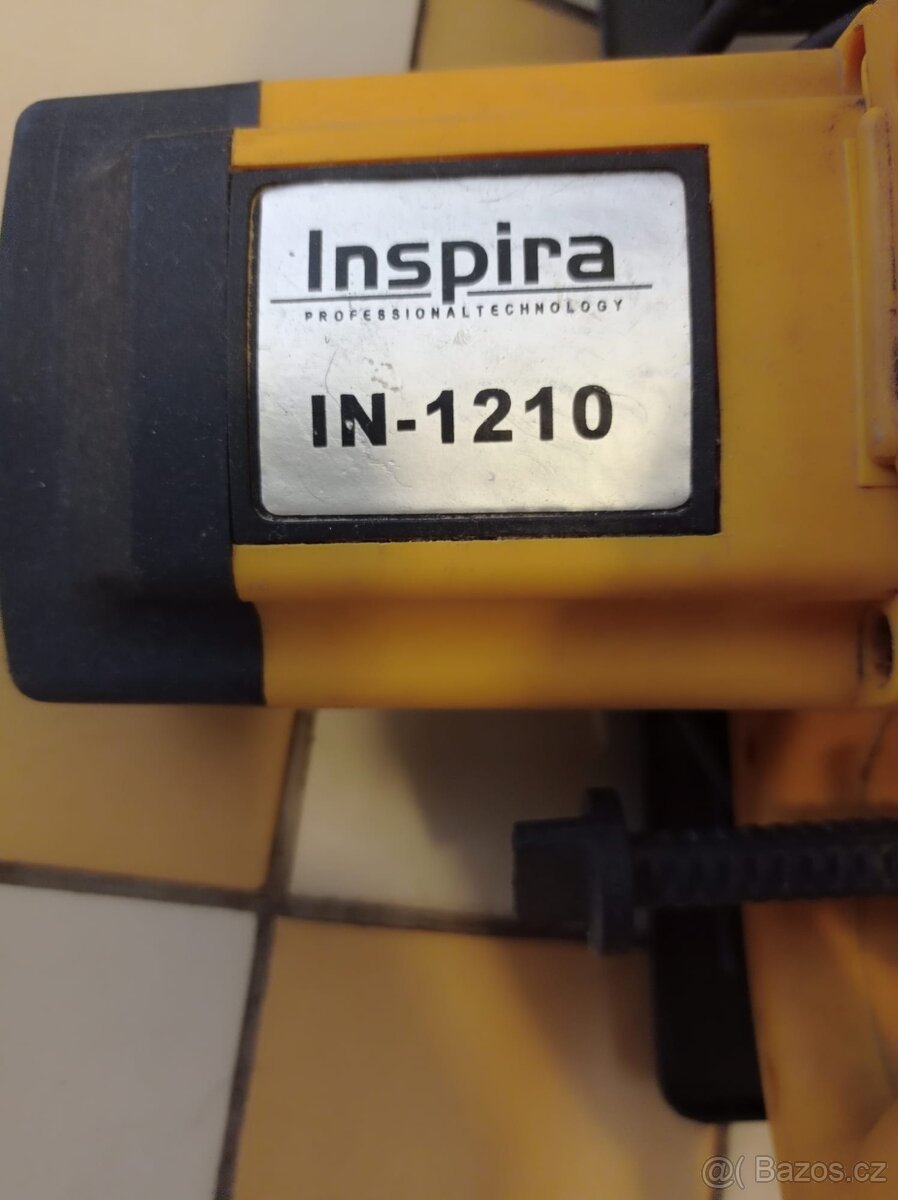 Inspira
PROFESSIONALTECHNOLOGY
IN-1210
@( Bazos.cz